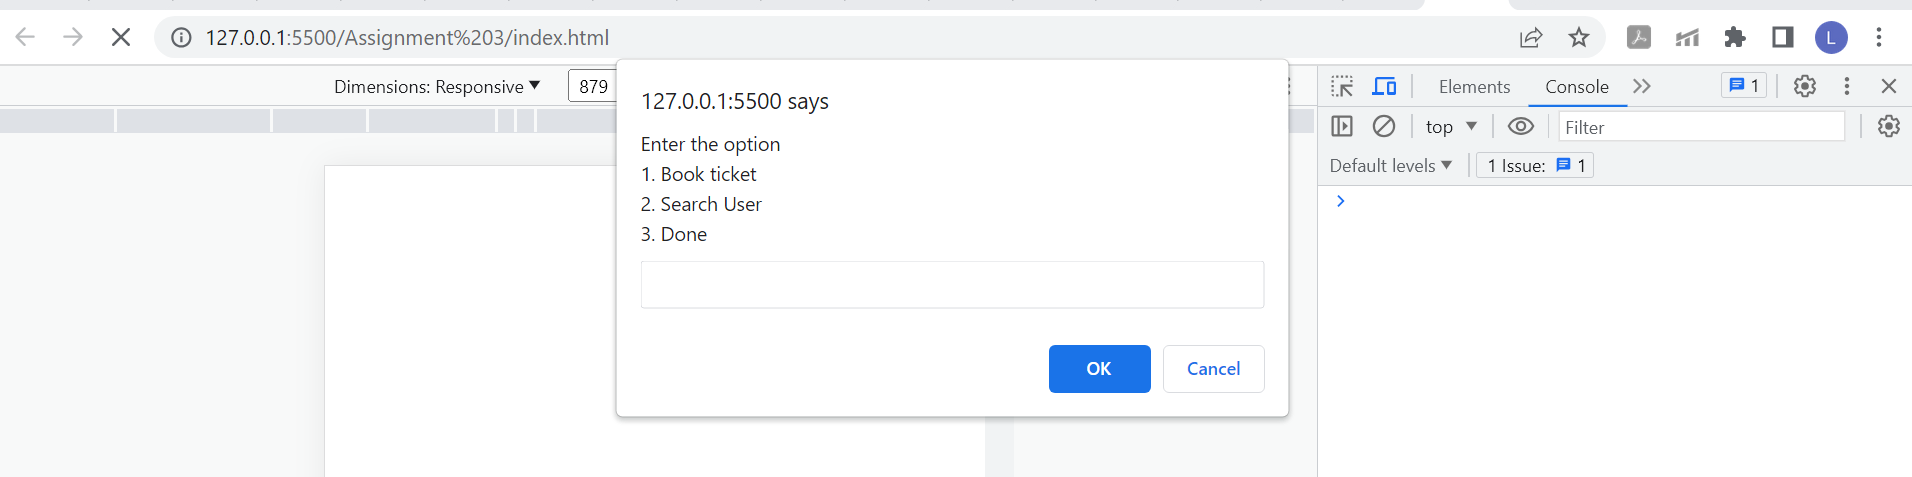 127.0.0.1:5500/Assignment%203/index.html
L
Dimensions: Responsive
879
Elements
Console
1
top
Filter
Default levels
1 Issue:
1
127.0.0.1:5500 says
Enter the option
1. Book ticket
2. Search User
3. Done
OK
Cancel